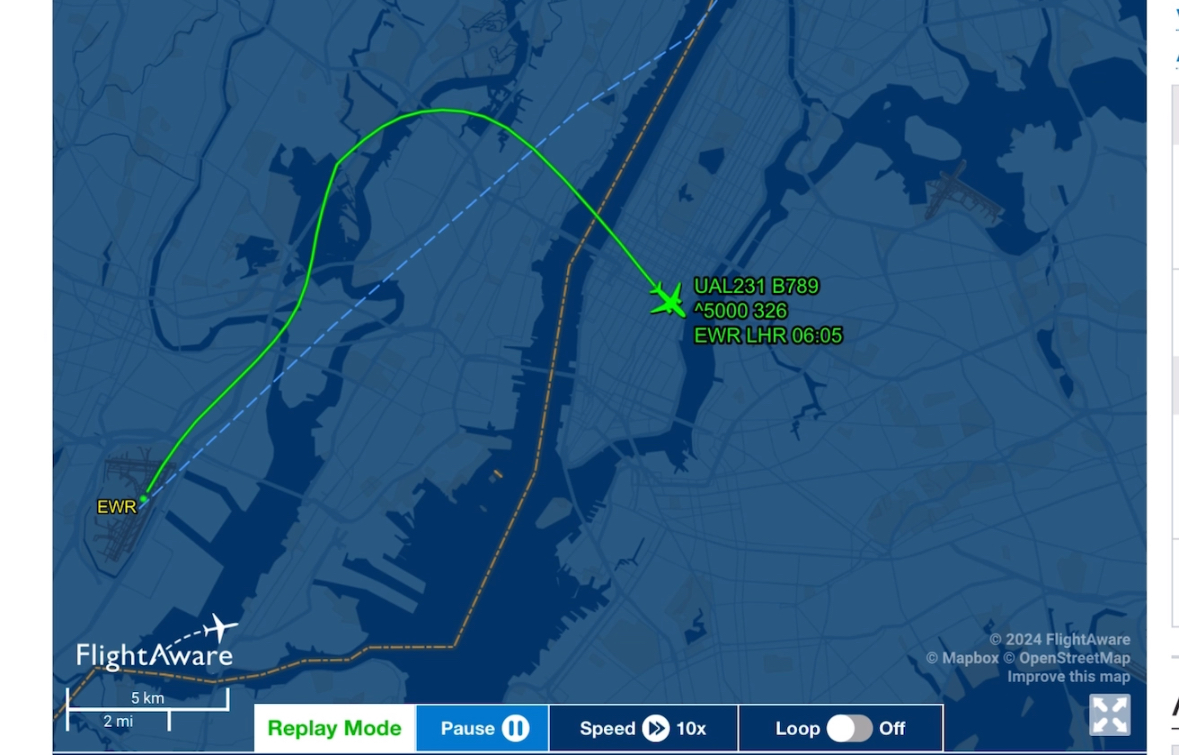 UAL231 B789
^5000 326
EWR LHR 06:05
EWR
FlightAware
© 2024 FlightAware
© Mapbox © OpenStreetMap
Improve this map
5 km
2 mi
Replay Mode
Pause
Speed 10x
Loop Off